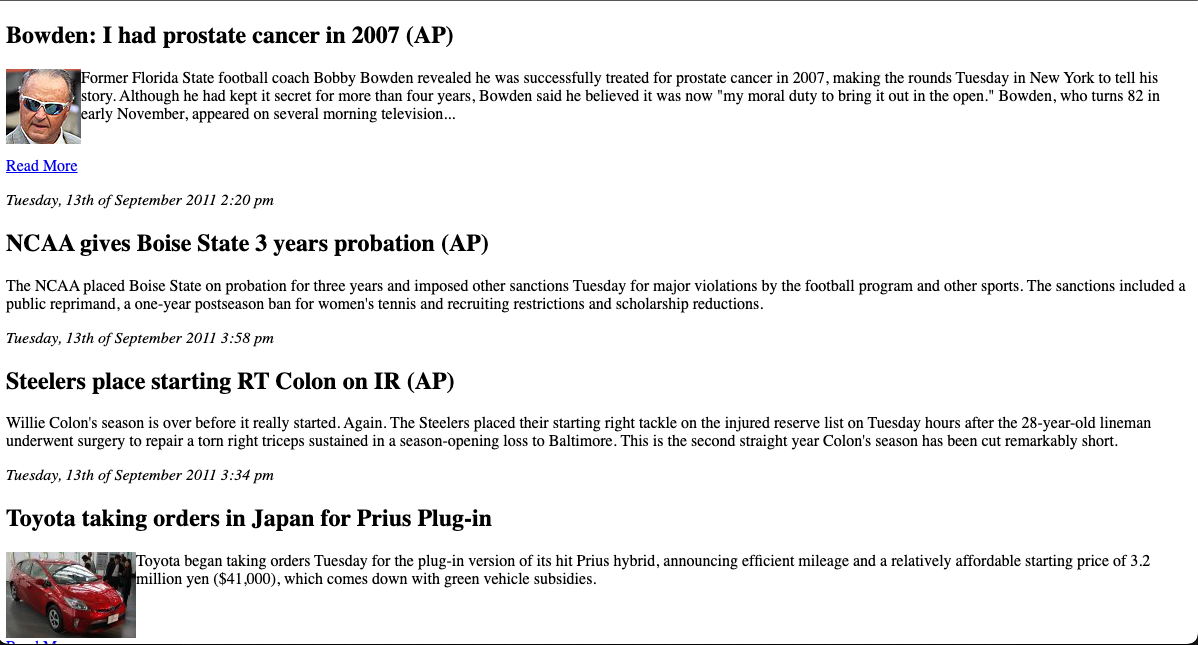 Bowden: I had prostate cancer in 2007 (AP)
Former Florida State football coach Bobby Bowden revealed he was successfully treated for prostate cancer in 2007, making the rounds Tuesday in New York to tell his
story. Although he had kept it secret for more than four years, Bowden said he believed it was now "my moral duty to bring it out in the open." Bowden, who turns 82 in
early November, appeared on several morning television...
Read More
Tuesday, 13th of September 2011 2:20 pm
NCAA gives Boise State 3 years probation (AP)
The NCAA placed Boise State on probation for three years and imposed other sanctions Tuesday for major violations by the football program and other sports. The sanctions included a
public reprimand, a one-year postseason ban for women's tennis and recruiting restrictions and scholarship reductions.
Tuesday, 13th of September 2011 3:58 pm
Steelers place starting RT Colon on IR (AP)
Willie Colon's season is over before it really started. Again. The Steelers placed their starting right tackle on the injured reserve list on Tuesday hours after the 28-year-old lineman
underwent surgery to repair a torn right triceps sustained in a season-opening loss to Baltimore. This is the second straight year Colon's season has been cut remarkably short.
Tuesday, 13th of September 2011 3:34 pm
Toyota taking orders in Japan for Prius Plug-in
Toyota began taking orders Tuesday for the plug-in version of its hit Prius hybrid, announcing efficient mileage and a relatively affordable starting price of 3.2
million yen ($41,000), which comes down with green vehicle subsidies.